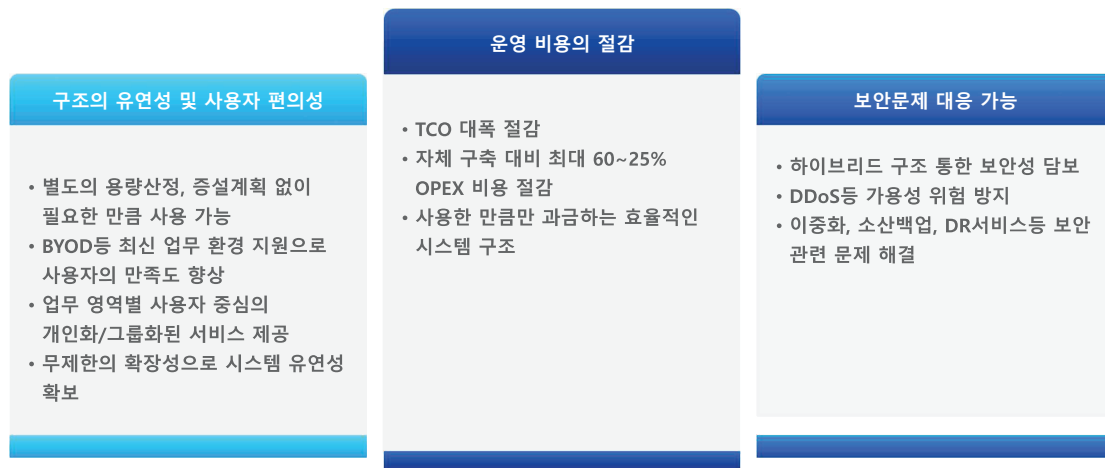 구조의 유연성 및 사용자 편의성
• 별도의 용량산정, 증설계획 없이
필요한 만큼 사용 가능
• BYOD등 최신 업무 환경 지원으로
사용자의 만족도 향상
• 업무 영역별 사용자 중심의
개인화/그룹화된 서비스 제공
• 무제한의 확장성으로 시스템 유연성
확보
운영 비용의 절감
• TCO 대폭 절감
• 자체 구축 대비 최대 60~25%
OPEX 비용 절감
• 사용한 만큼만 과금하는 효율적인
시스템 구조
보안문제 대응 가능
• 하이브리드 구조 통한 보안성 담보
• DDoS등 가용성 위험 방지
• 이중화, 소산백업, DR서비스등 보안
관련 문제 해결